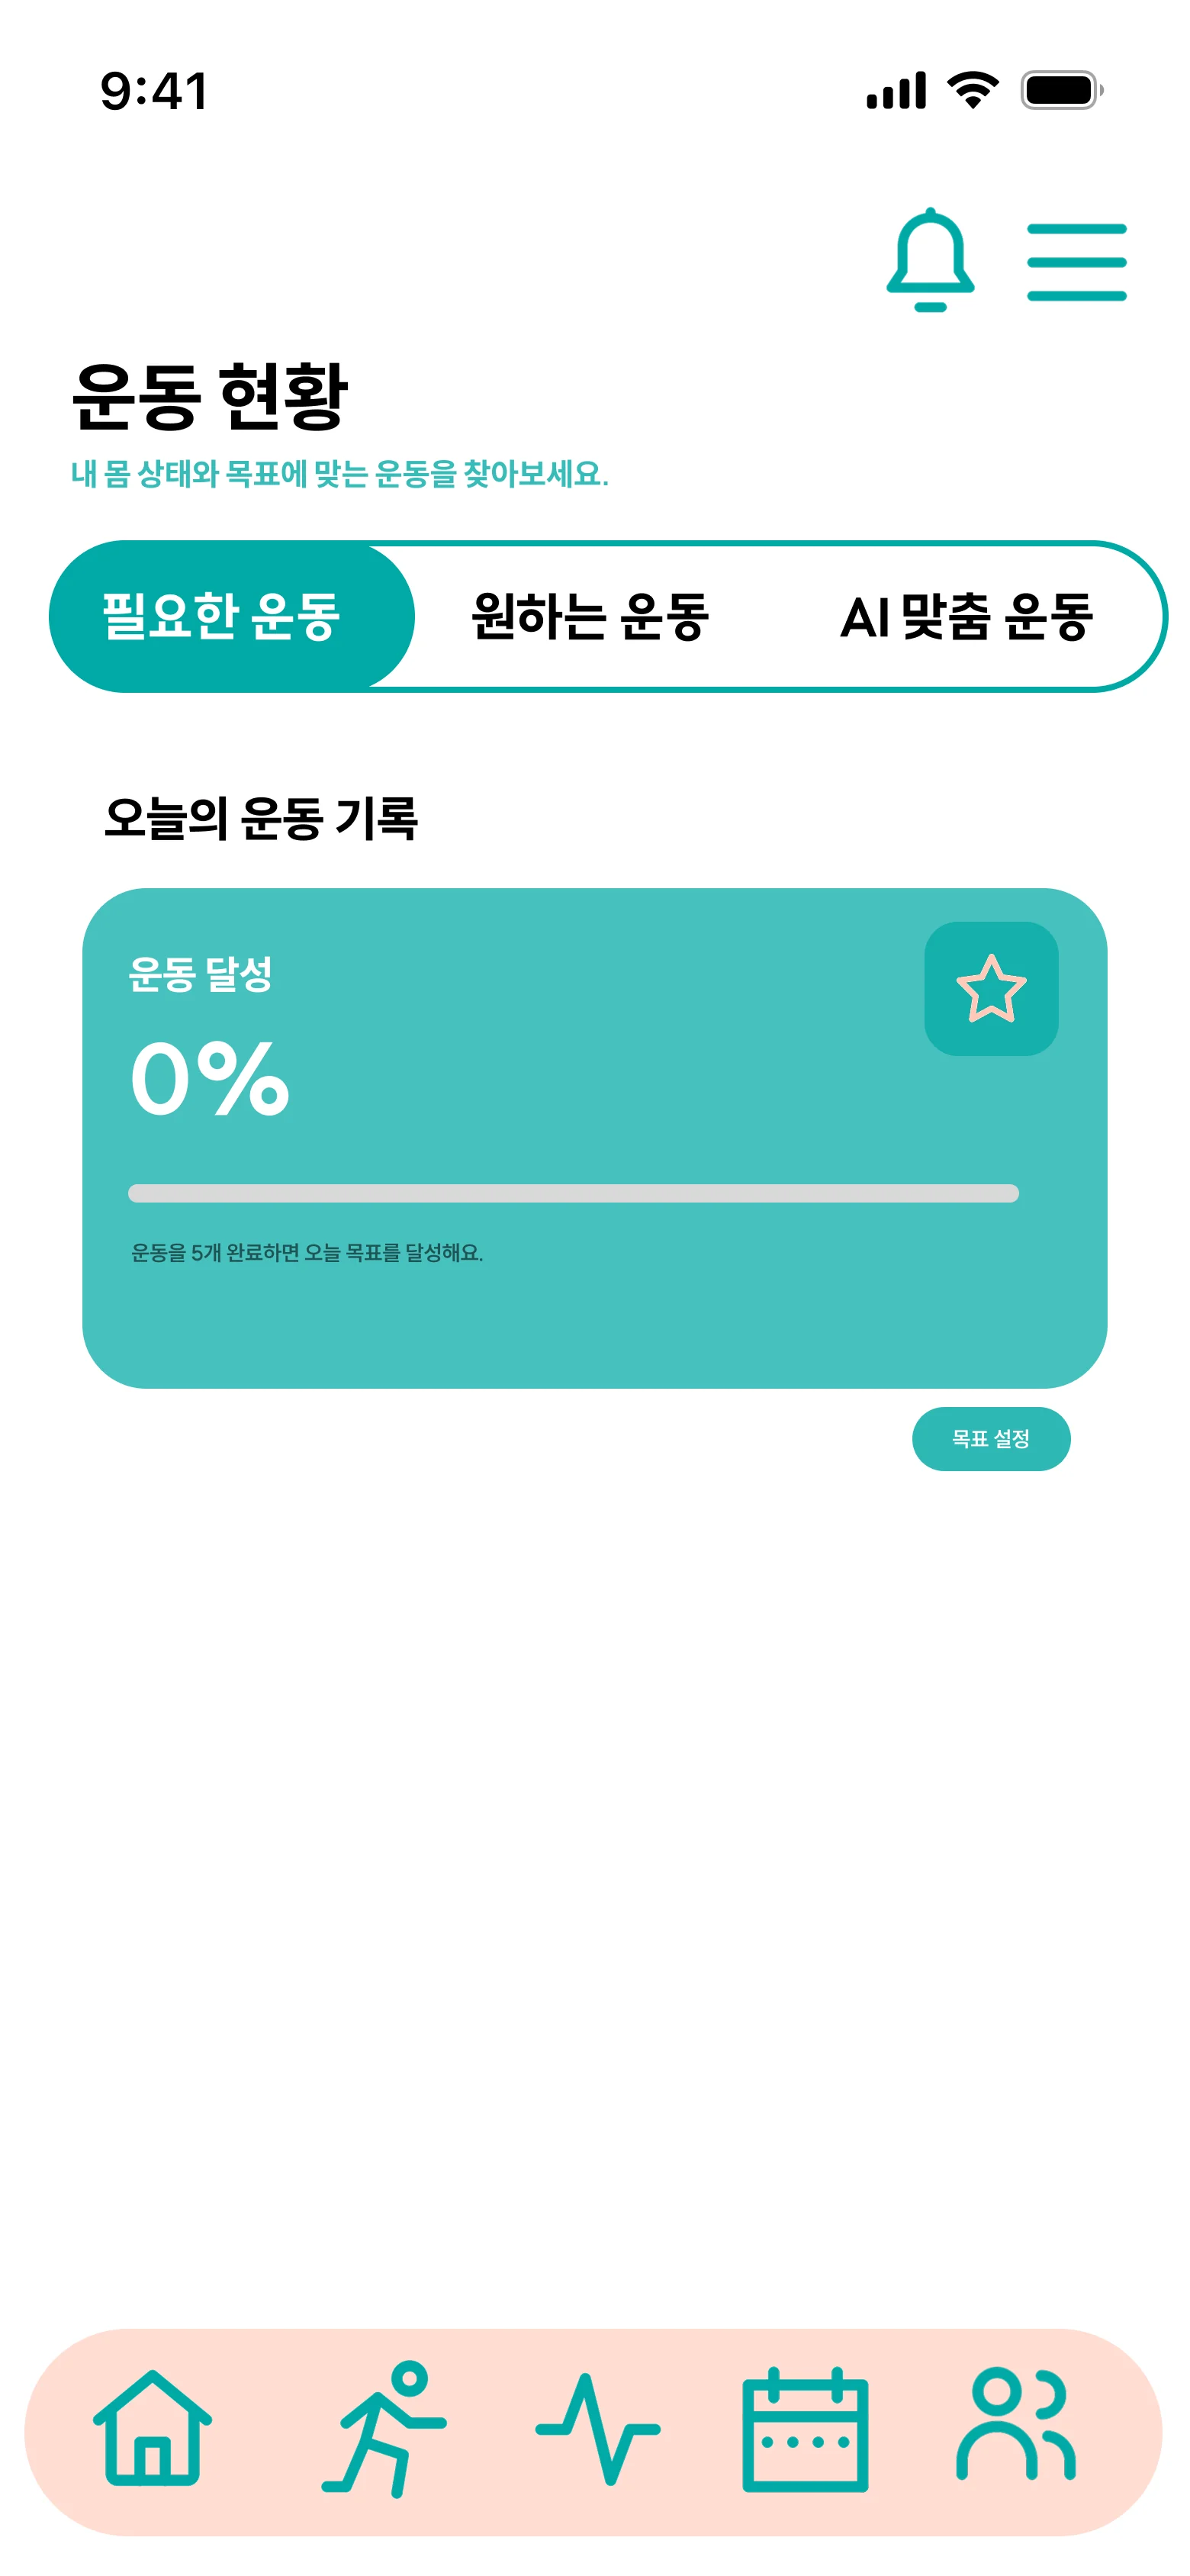 9:41
운동 현황
내 몸 상태와 목표에 맞는 운동을 찾아보세요.
필요한 운동
원하는 운동
AI 맞춤 운동
오늘의 운동 기록
운동 달성
0%
운동을 5개 완료하면 오늘 목표를 달성해요.
목표 설정